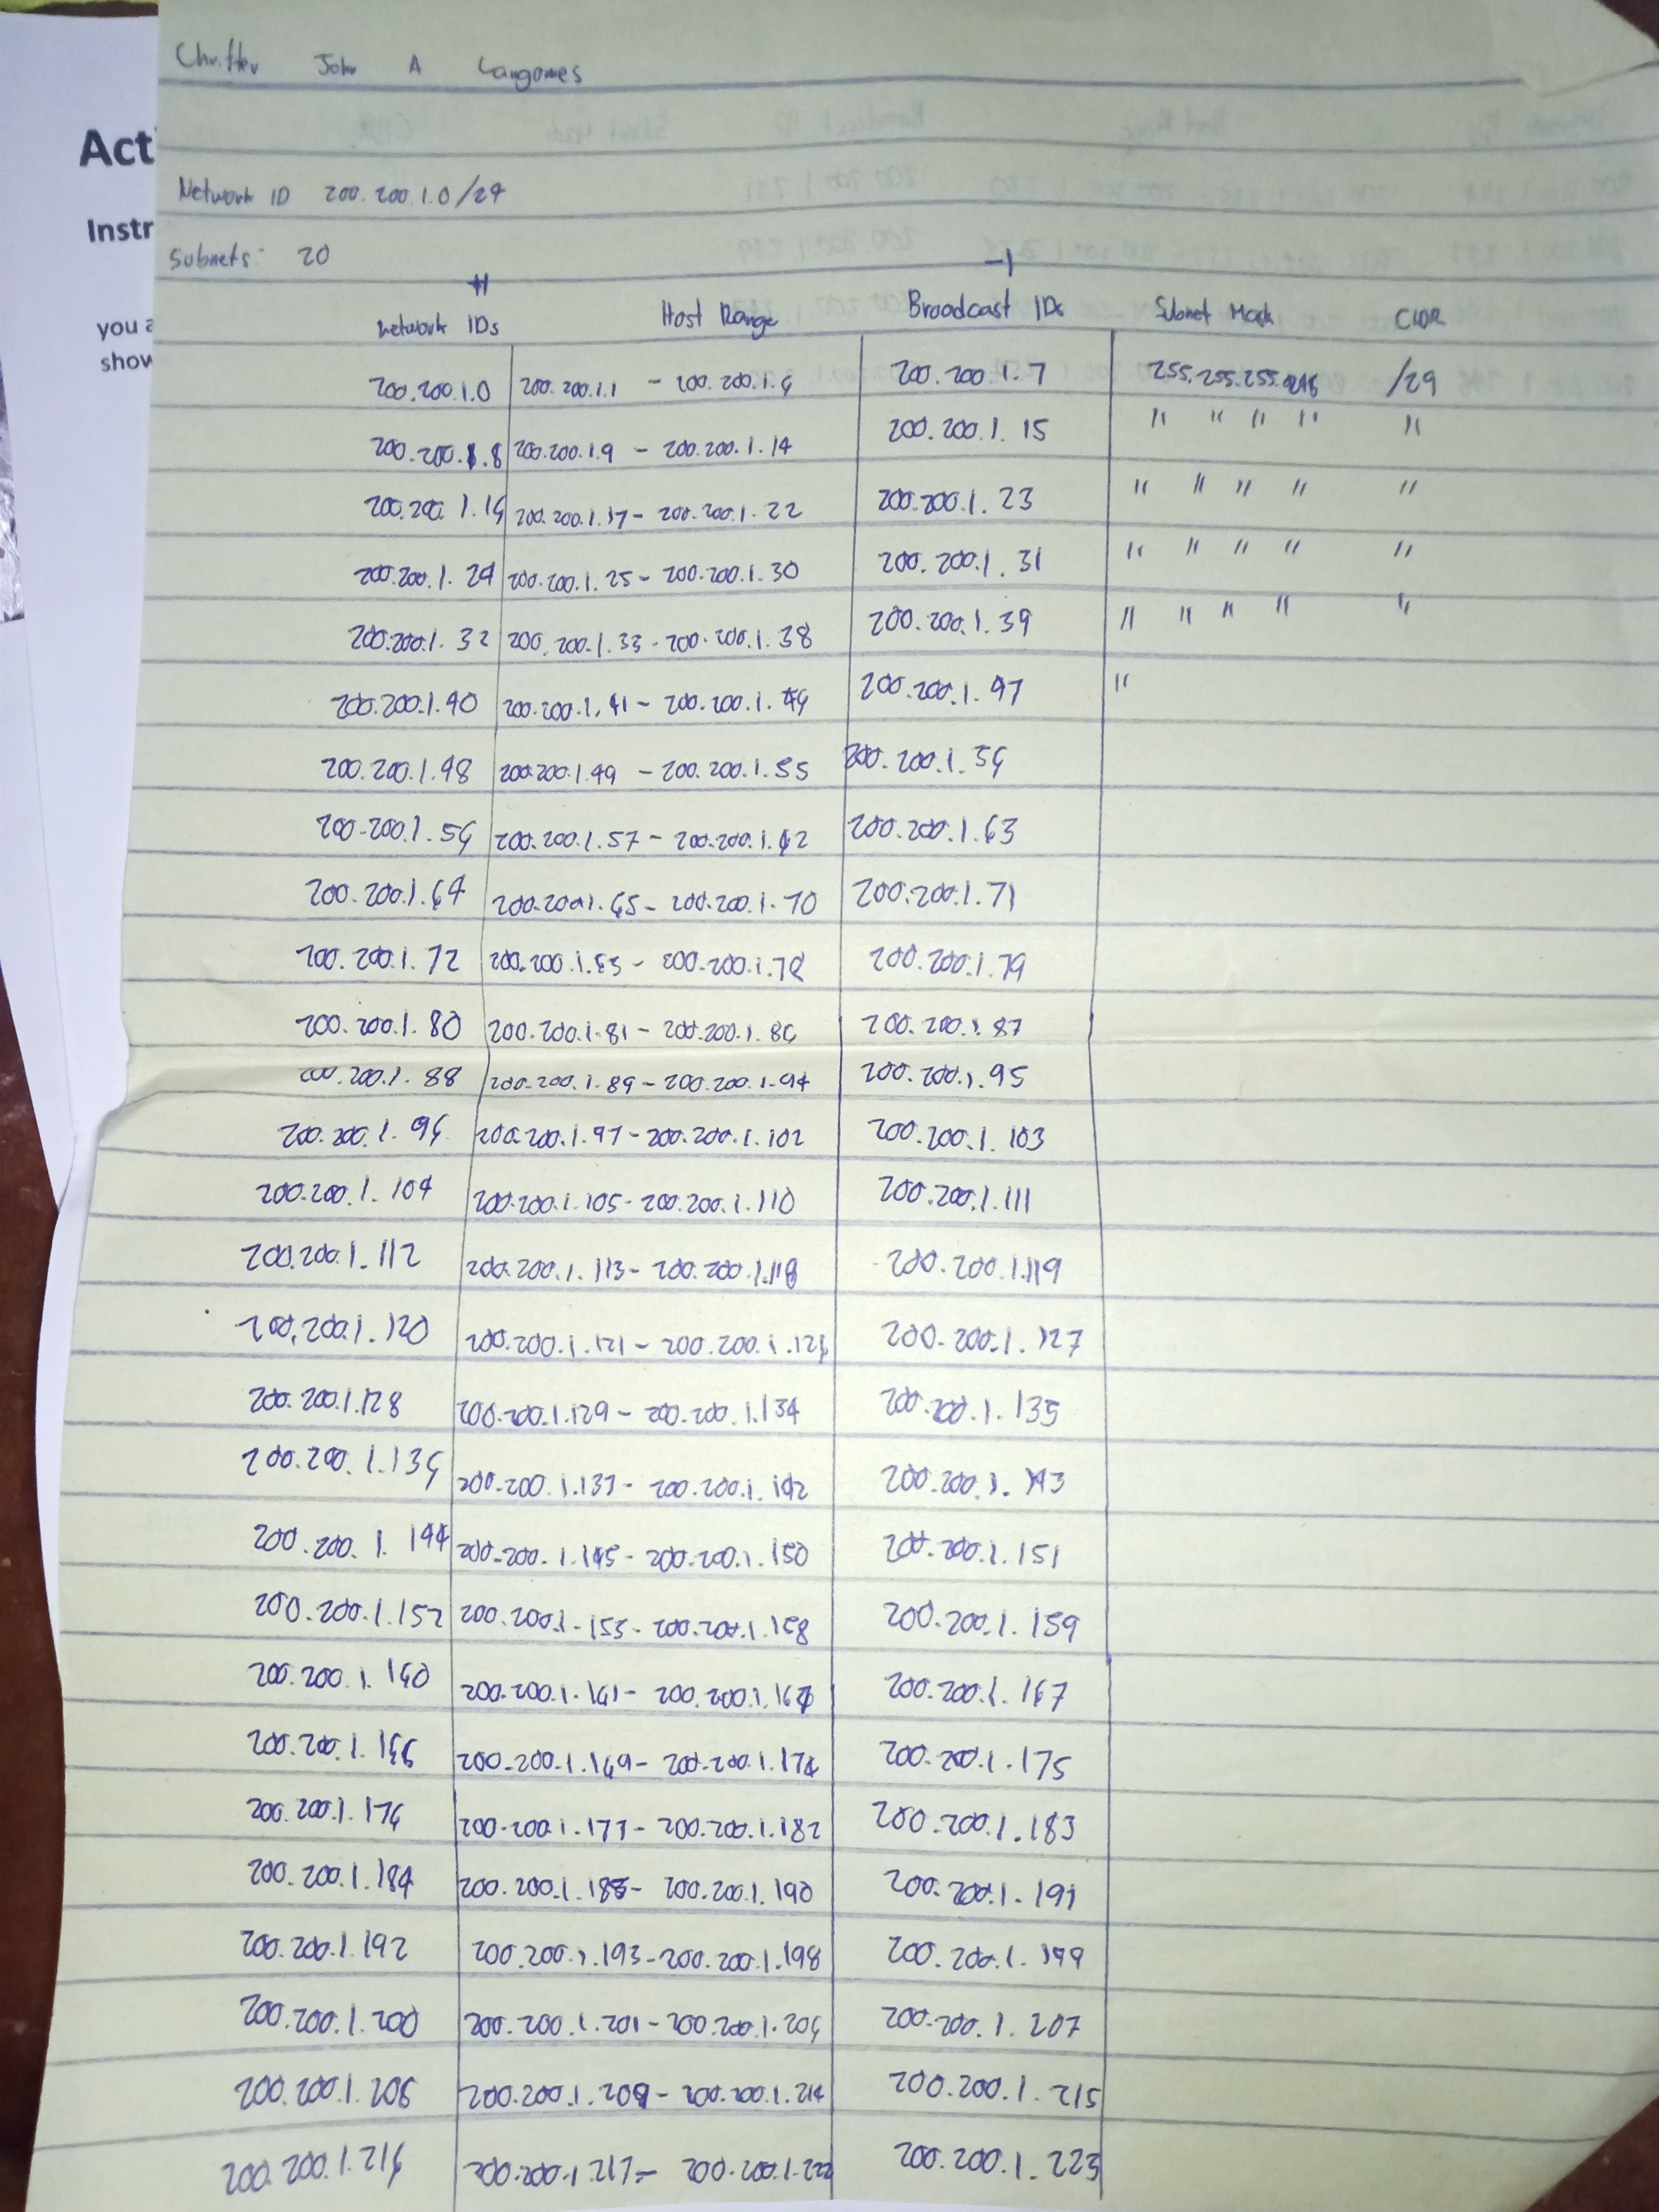 Act
Instr
you a
show
John A
Network ID 200.200.1.0/24
Subnets: 20
+1 -1
Network IDs Host Range Broadcast IDs Subnet Mask CIDR
200.200.1.0 200.200.1.1 - 200.200.1.6 200.200.1.7 255.255.255.248 /29
200.200.1.8 200.200.1.9 - 200.200.1.14 200.200.1.15 " " " " "
200.200.1.16 200.200.1.17 - 200.200.1.22 200.200.1.23 " " " " "
200.200.1.24 200.200.1.25 - 200.200.1.30 200.200.1.31 " " " " "
200.200.1.32 200.200.1.33 - 200.200.1.38 200.200.1.39 " " " " "
200.200.1.40 200.200.1.41 - 200.200.1.46 200.200.1.47 "
200.200.1.48 200.200.1.49 - 200.200.1.55 200.200.1.55
200.200.1.56 200.200.1.57 - 200.200.1.62 200.200.1.63
200.200.1.64 200.200.1.65 - 200.200.1.70 200.200.1.71
200.200.1.72 - 200.200.1.78 200.200.1.79
200.200.1.80 200.200.1.81 - 200.200.1.86 200.200.1.87
200.200.1.88 200.200.1.89 - 200.200.1.94 200.200.1.95
200.200.1.96 200.200.1.97 - 200.200.1.102 200.200.1.103
200.200.1.104 200.200.1.105 - 200.200.1.110 200.200.1.111
200.200.1.112 200.200.1.113 - 200.200.1.118 200.200.1.119
200.200.1.120 200.200.1.121 - 200.200.1.126 200.200.1.127
200.200.1.128 200.200.1.129 - 200.200.1.134 200.200.1.135
200.200.1.136 200.200.1.137 - 200.200.1.142 200.200.1.143
200.200.1.144 200.200.1.145 - 200.200.1.150 200.200.1.151
200.200.1.152 200.200.1.153 - 200.200.1.158 200.200.1.159
200.200.1.160 200.200.1.161 - 200.200.1.166 200.200.1.167
200.200.1.168 200.200.1.169 - 200.200.1.174 200.200.1.175
200.200.1.176 200.200.1.177 - 200.200.1.182 200.200.1.183
200.200.1.184 200.200.1.185 - 200.200.1.190 200.200.1.191
200.200.1.192 200.200.1.193 - 200.200.1.198 200.200.1.199
200.200.1.200 200.200.1.201 - 200.200.1.206 200.200.1.207
200.200.1.208 200.200.1.209 - 200.200.1.214 200.200.1.215
200.200.1.216 200.200.1.217 - 200.200.1.222 200.200.1.223